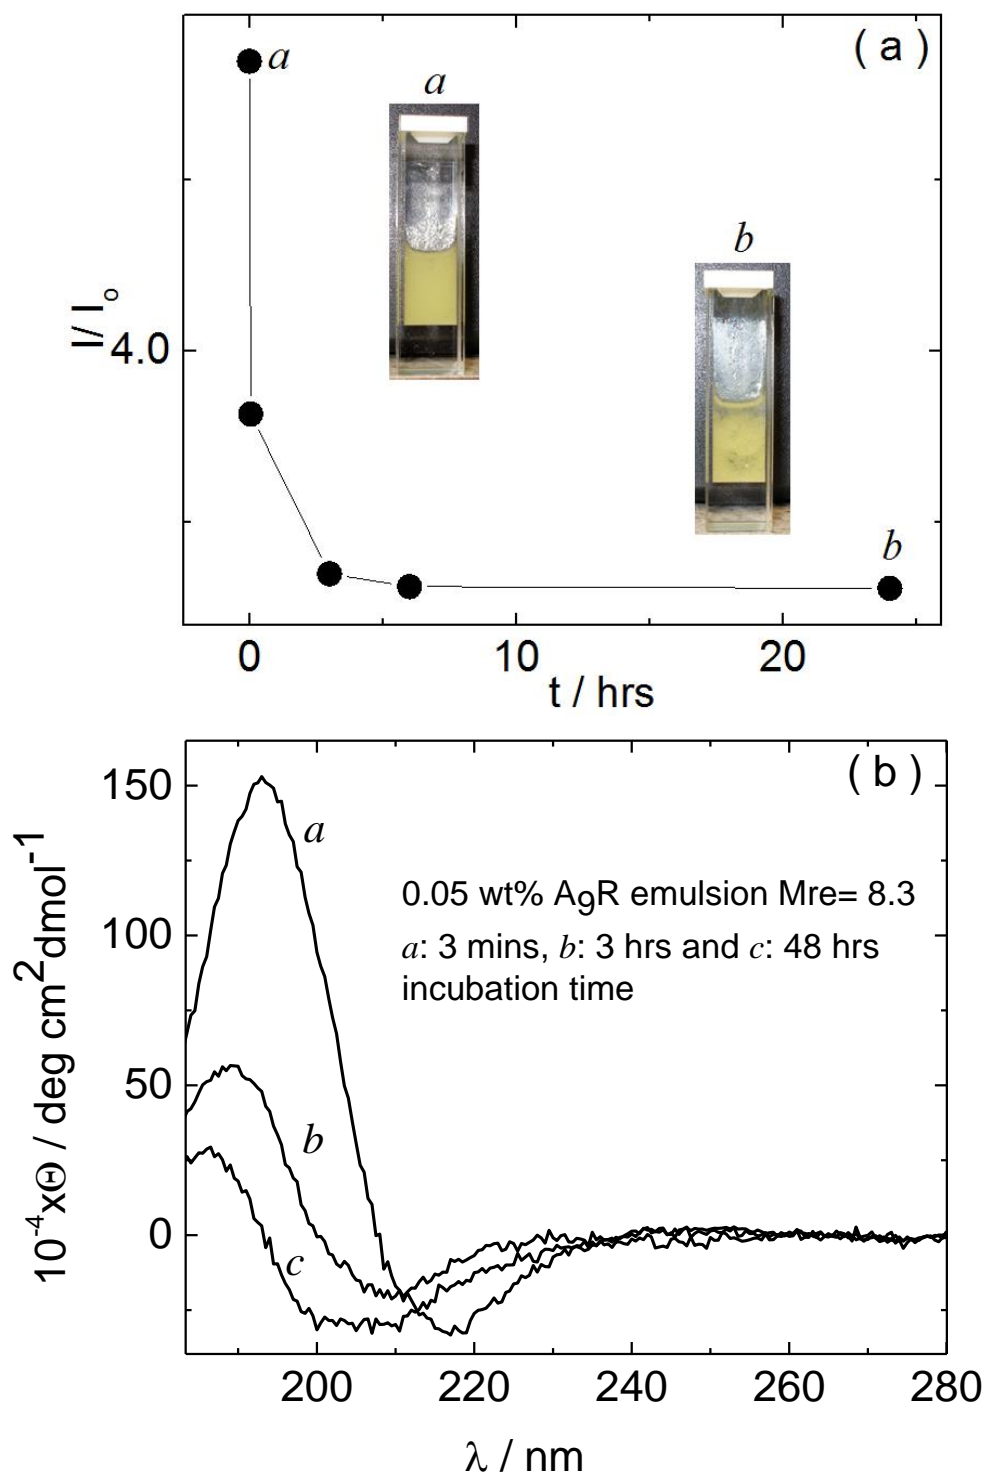 ( a )
a
a
b
I/ Iₒ
4.0
b
0 10 20
t / hrs
( b )
150
a
0.05 wt% A₉R emulsion Mre= 8.3
100
a: 3 mins, b: 3 hrs and c: 48 hrs
incubation time
10⁻⁴xΘ / deg cm² dmol⁻¹
50
b
0
c
200 220 240 260 280
λ / nm